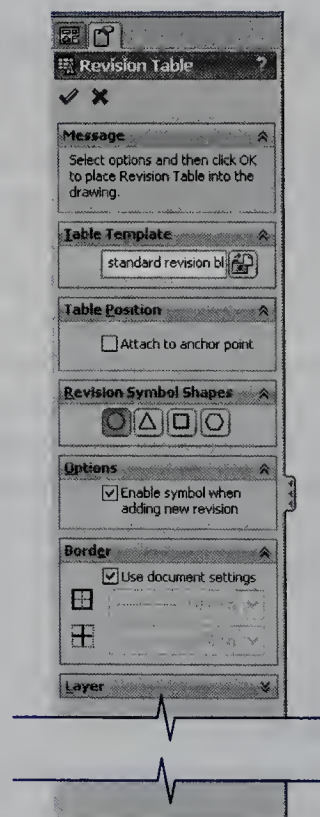 Revision Table ?
Message
Select options and then click OK
to place Revision Table into the
drawing.
Table Template
standard revision bl
Table Position
Attach to anchor point
Revision Symbol Shapes
Options
Enable symbol when
adding new revision
Border
Use document settings
Layer